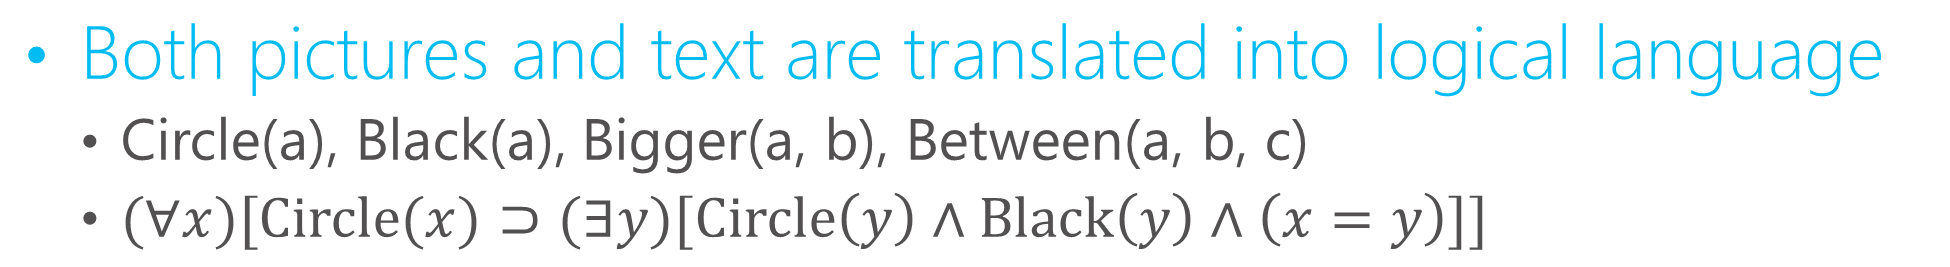 • Both pictures and text are translated into logical language
• Circle(a), Black(a), Bigger(a, b), Between(a, b, c)
• (∀x)[Circle(x) ⊃ (∃y)[Circle(y) ∧ Black(y) ∧ (x = y)]]